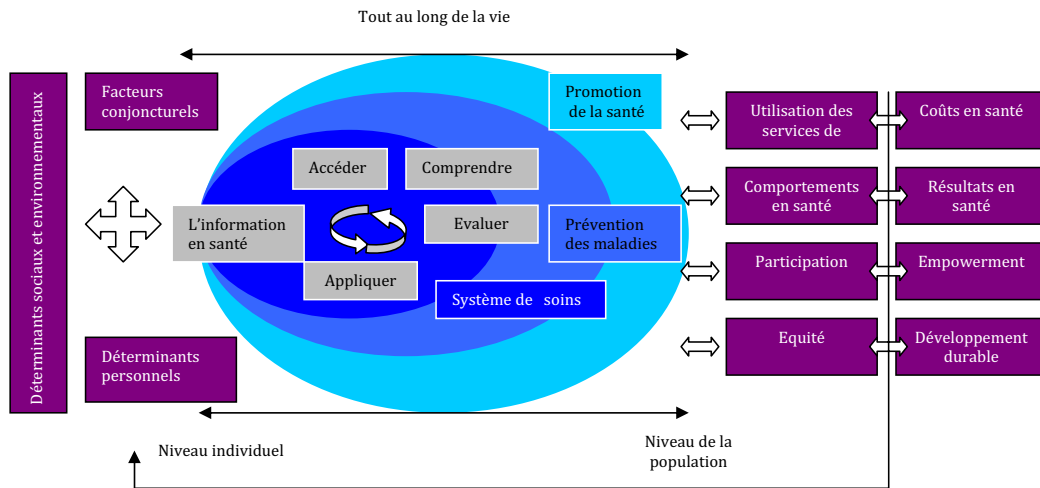 Tout au long de la vie
Déterminants sociaux et environnementaux
Facteurs
conjoncturels
Promotion
de la santé
Utilisation des
services de
Coûts en santé
Accéder
Comprendre
Comportements
en santé
Résultats en
santé
L'information
en santé
Evaluer
Prévention
des maladies
Participation
Empowerment
Appliquer
Système de soins
Déterminants
personnels
Equité
Développement
durable
Niveau individuel
Niveau de la
population